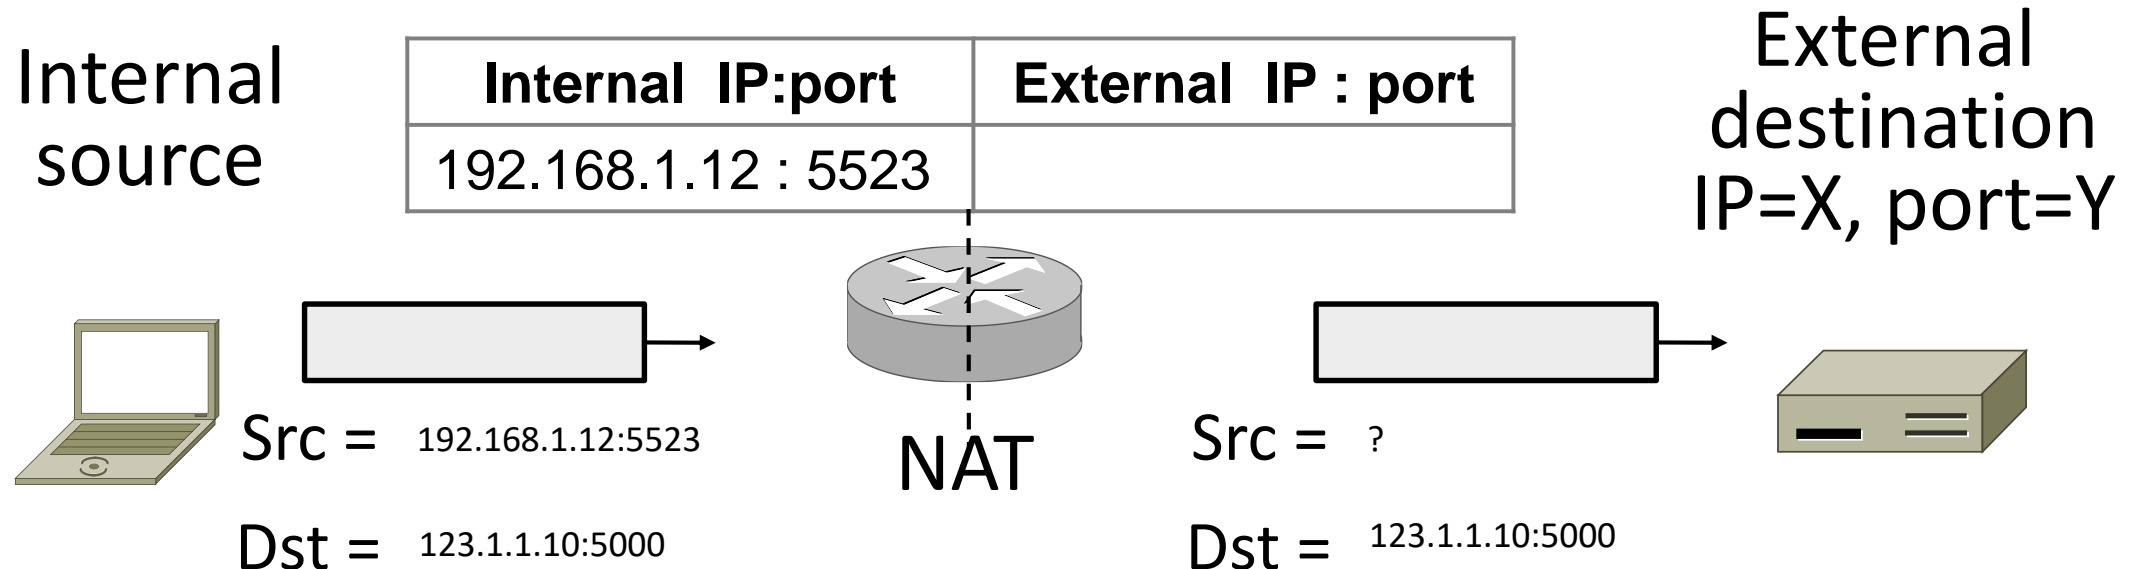 Internal
source
Internal IP:port
External IP : port
192.168.1.12 : 5523
External
destination
IP=X, port=Y
Src = 192.168.1.12:5523
Dst = 123.1.1.10:5000
NAT
Src = ?
Dst = 123.1.1.10:5000